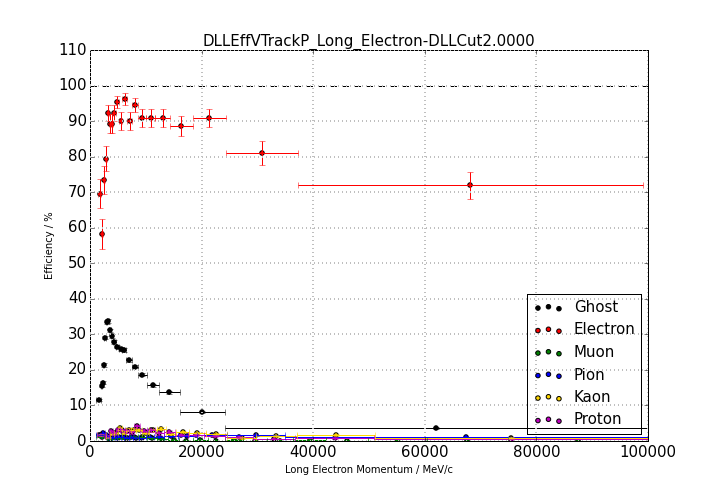 DLLEffVTrackP_Long_Electron-DLLCut2.0000
110
100
90
80
70
60
50
40
30
20
10
0
Efficiency / %
Ghost
Electron
Muon
Pion
Kaon
Proton
0 20000 40000 60000 80000 100000
Long Electron Momentum / MeV/c